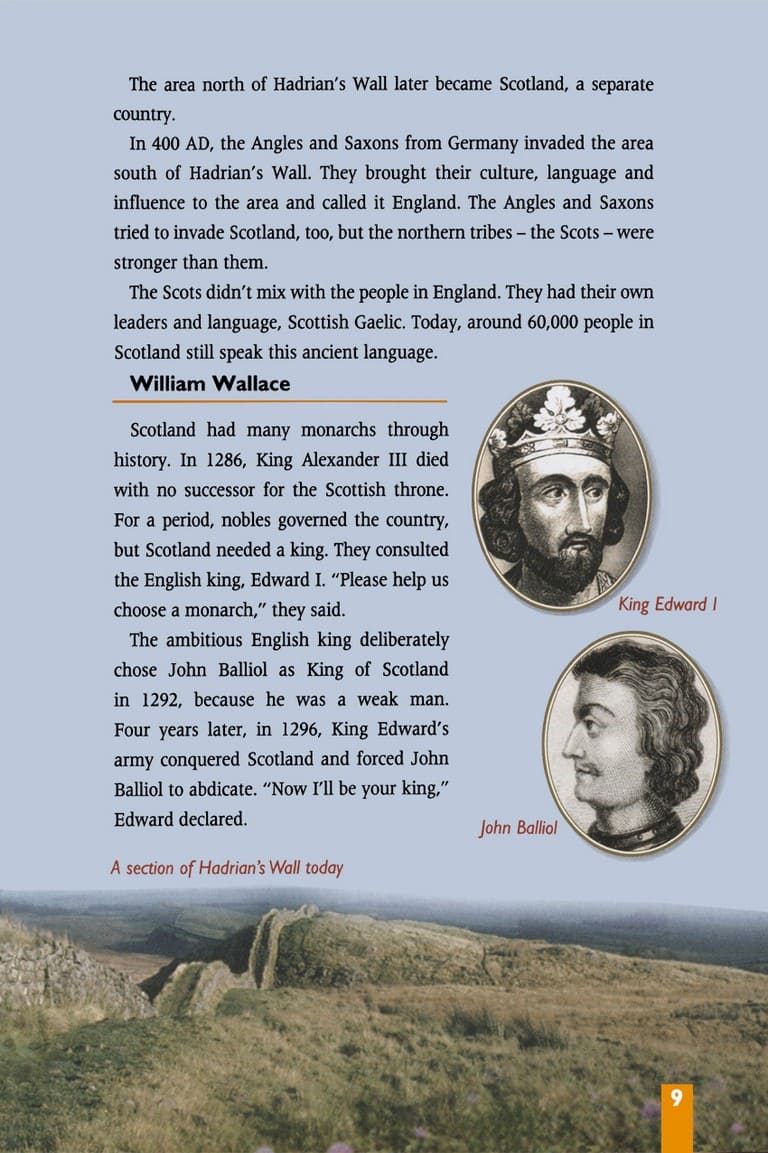 The area north of Hadrian's Wall later became Scotland, a separate
country.
In 400 AD, the Angles and Saxons from Germany invaded the area
south of Hadrian's Wall. They brought their culture, language and
influence to the area and called it England. The Angles and Saxons
tried to invade Scotland, too, but the northern tribes – the Scots – were
stronger than them.
The Scots didn't mix with the people in England. They had their own
leaders and language, Scottish Gaelic. Today, around 60,000 people in
Scotland still speak this ancient language.
William Wallace
Scotland had many monarchs through
history. In 1286, King Alexander III died
with no successor for the Scottish throne.
For a period, nobles governed the country,
but Scotland needed a king. They consulted
the English king, Edward I. "Please help us
choose a monarch," they said.
The ambitious English king deliberately
chose John Balliol as King of Scotland
in 1292, because he was a weak man.
Four years later, in 1296, King Edward's
army conquered Scotland and forced John
Balliol to abdicate. "Now I'll be your king,"
Edward declared.
King Edward I
John Balliol
A section of Hadrian's Wall today
9